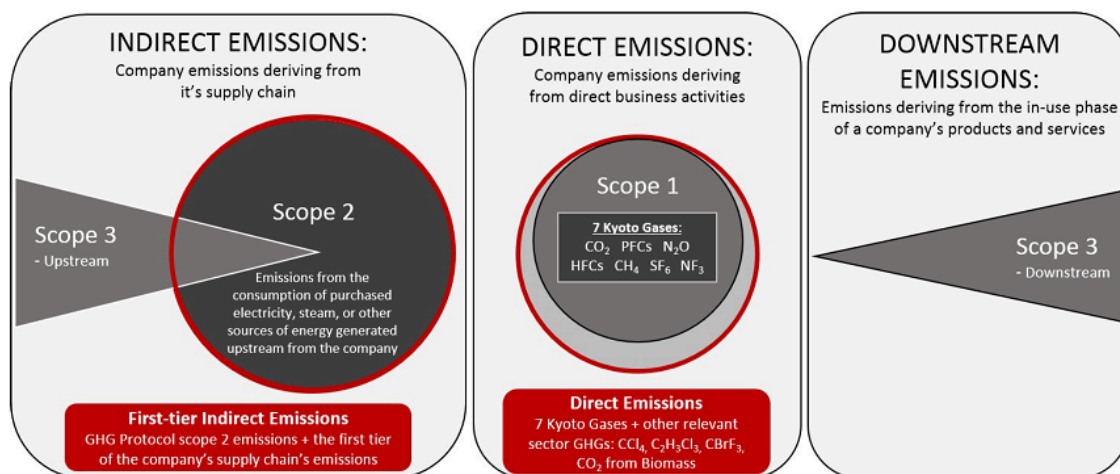 INDIRECT EMISSIONS:
Company emissions deriving from
it's supply chain
Scope 3
- Upstream
Scope 2
Emissions from the
consumption of purchased
electricity, steam, or other
sources of energy generated
upstream from the company
First-tier Indirect Emissions
GHG Protocol scope 2 emissions + the first tier
of the company's supply chain's emissions
DIRECT EMISSIONS:
Company emissions deriving
from direct business activities
Scope 1
7 Kyoto Gases:
CO₂ PFCs N₂O
HFCs CH₄ SF₆ NF₃
Direct Emissions
7 Kyoto Gases + other relevant
sector GHGs: CCl₄, C₂H₃Cl₃, CBrF₃,
CO₂ from Biomass
DOWNSTREAM
EMISSIONS:
Emissions deriving from the in-use phase
of a company's products and services
Scope 3
- Downstream